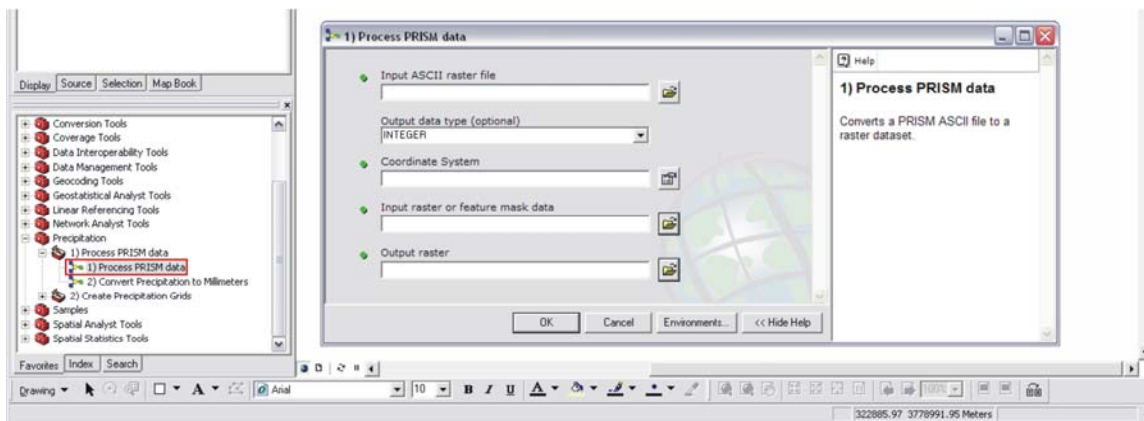 Display Source Selection Map Book
Conversion Tools
Coverage Tools
Data Interoperability Tools
Data Management Tools
Geocoding Tools
Geostatistical Analyst Tools
Linear Referencing Tools
Network Analyst Tools
Precipitation
1) Process PRISM data
1) Process PRISM data
2) Convert Precipitation to Millimeters
2) Create Precipitation Grids
Samples
Spatial Analyst Tools
Spatial Statistics Tools
Favorites Index Search
1) Process PRISM data
Input ASCII raster file
Output data type (optional)
INTEGER
Coordinate System
Input raster or feature mask data
Output raster
OK Cancel Environments... << Hide Help
Help
1) Process PRISM data
Converts a PRISM ASCII file to a
raster dataset.
Drawing A Arial 10 B I U A 100%
322885.97 3778991.95 Meters